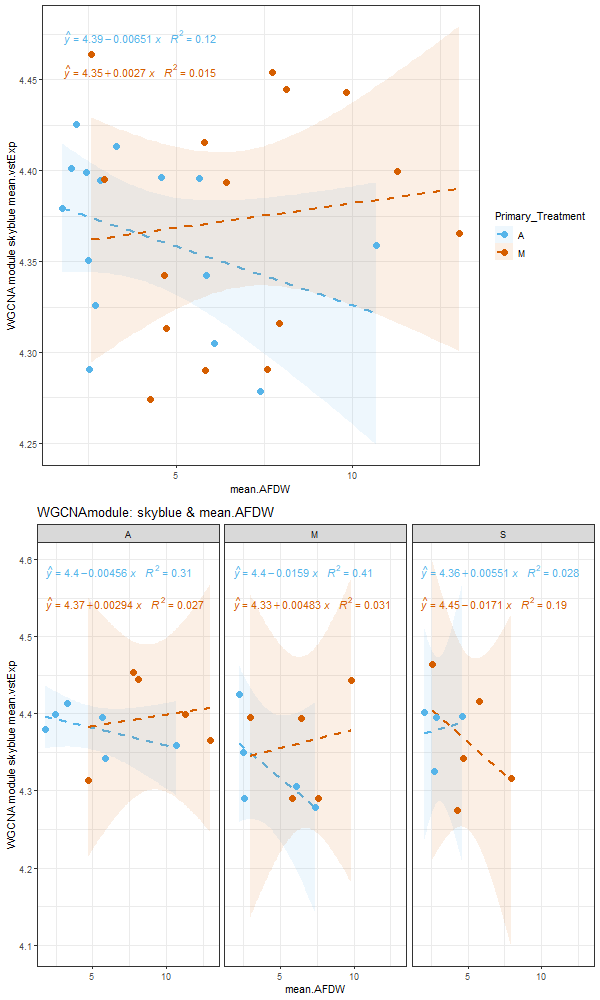 ŷ = 4.39 − 0.00651 x R² = 0.12
ŷ = 4.35 + 0.0027 x R² = 0.015
4.45
4.40
4.35
4.30
4.25
WGCNA module skyblue mean.vstExp
5
10
mean.AFDW
Primary_Treatment
A
M
WGCNAmodule: skyblue & mean.AFDW
A
M
S
ŷ = 4.4 − 0.00456 x R² = 0.31
ŷ = 4.4 − 0.0159 x R² = 0.41
ŷ = 4.36 + 0.00551 x R² = 0.028
ŷ = 4.37 + 0.00294 x R² = 0.027
ŷ = 4.33 + 0.00483 x R² = 0.031
ŷ = 4.45 − 0.0171 x R² = 0.19
4.6
4.5
4.4
4.3
4.2
4.1
WGCNA module skyblue mean.vstExp
5 10
5 10
5 10
mean.AFDW